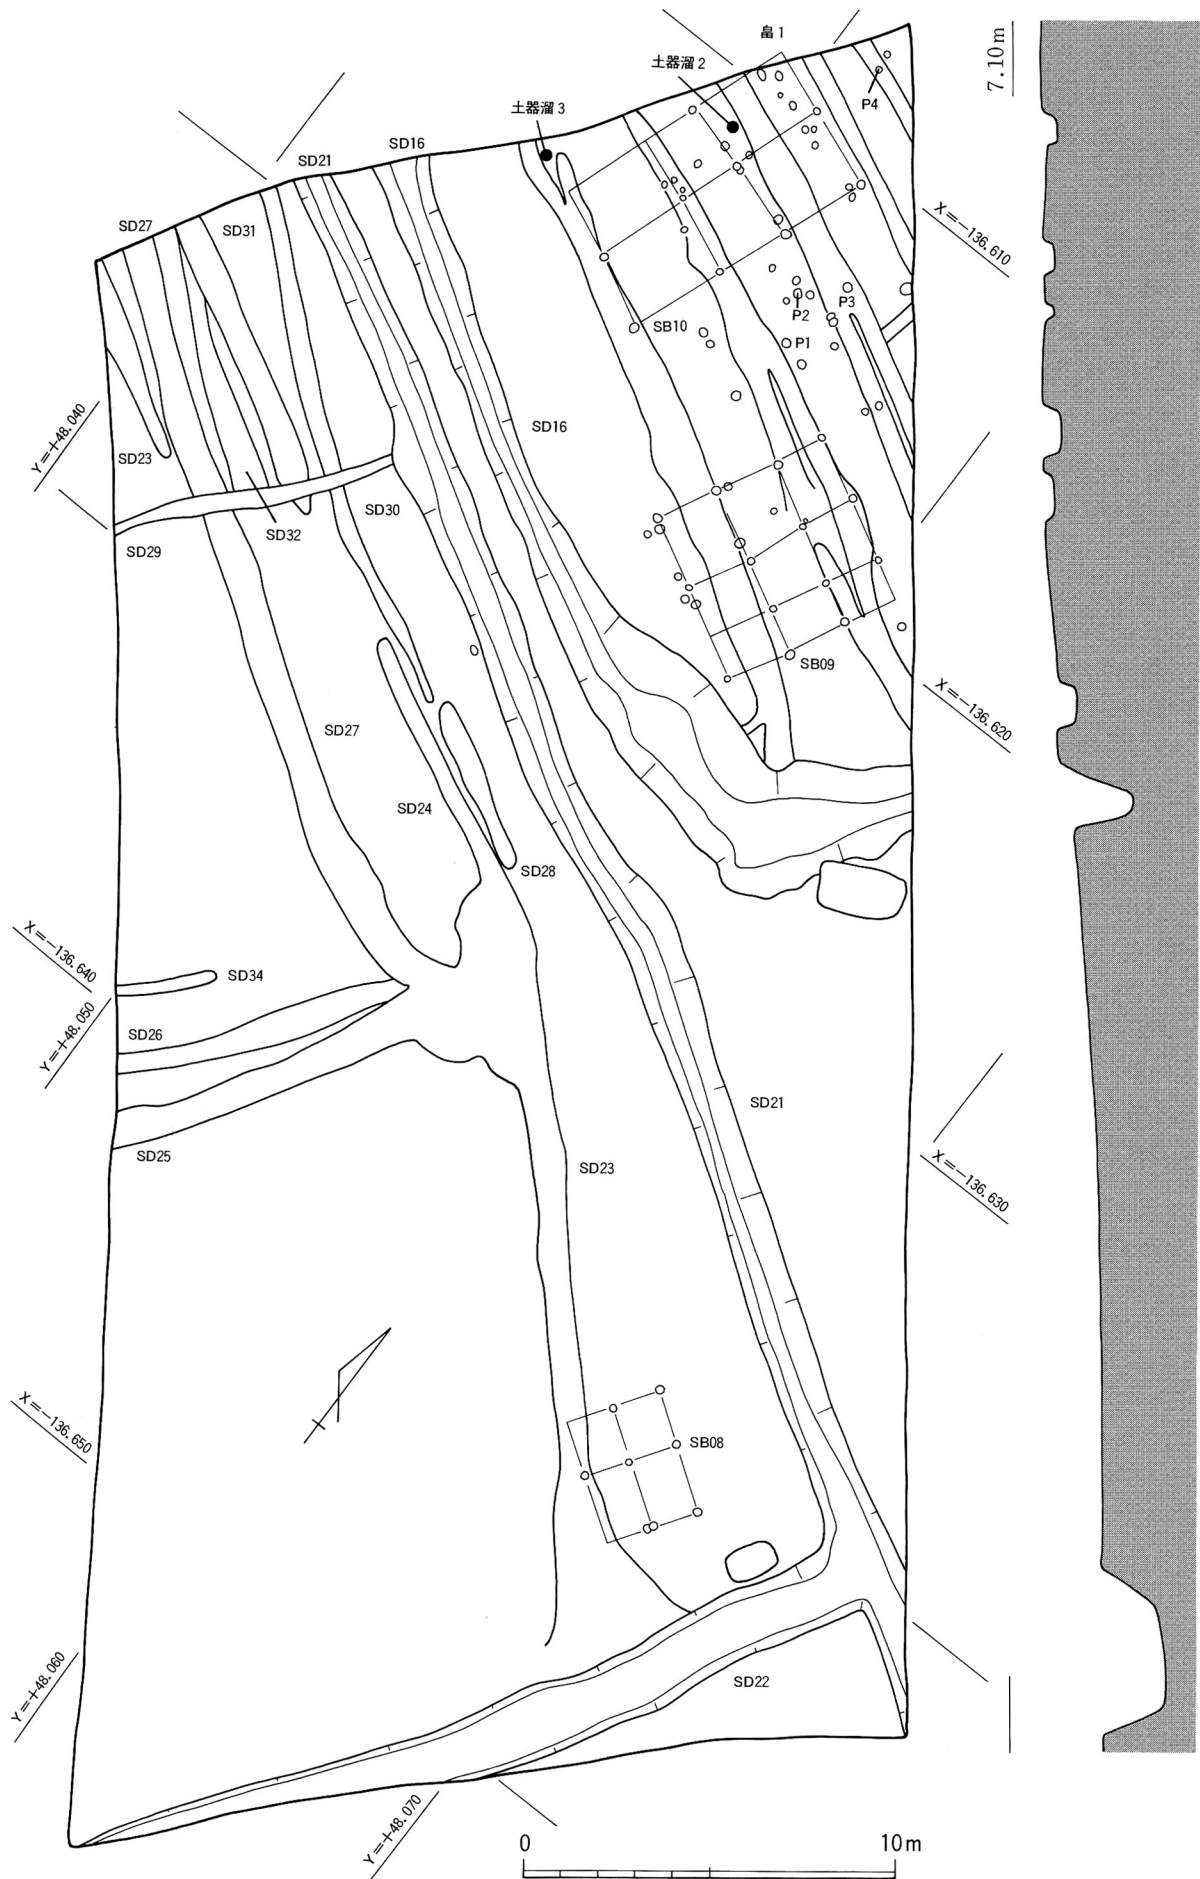 畠1
7.10m
土器溜2
土器溜3
P4
SD16
SD21
SD27
SD31
X=-136.610
P3
P2
SB10
P1
Y=+48.040
SD16
SD23
SD30
SD32
SD29
SB09
X=-136.620
SD27
SD24
SD28
X=-136.640
SD34
Y=+48.050
SD26
SD21
SD25
SD23
X=-136.630
X=-136.650
SB08
Y=+48.060
SD22
Y=+48.070
0 10m